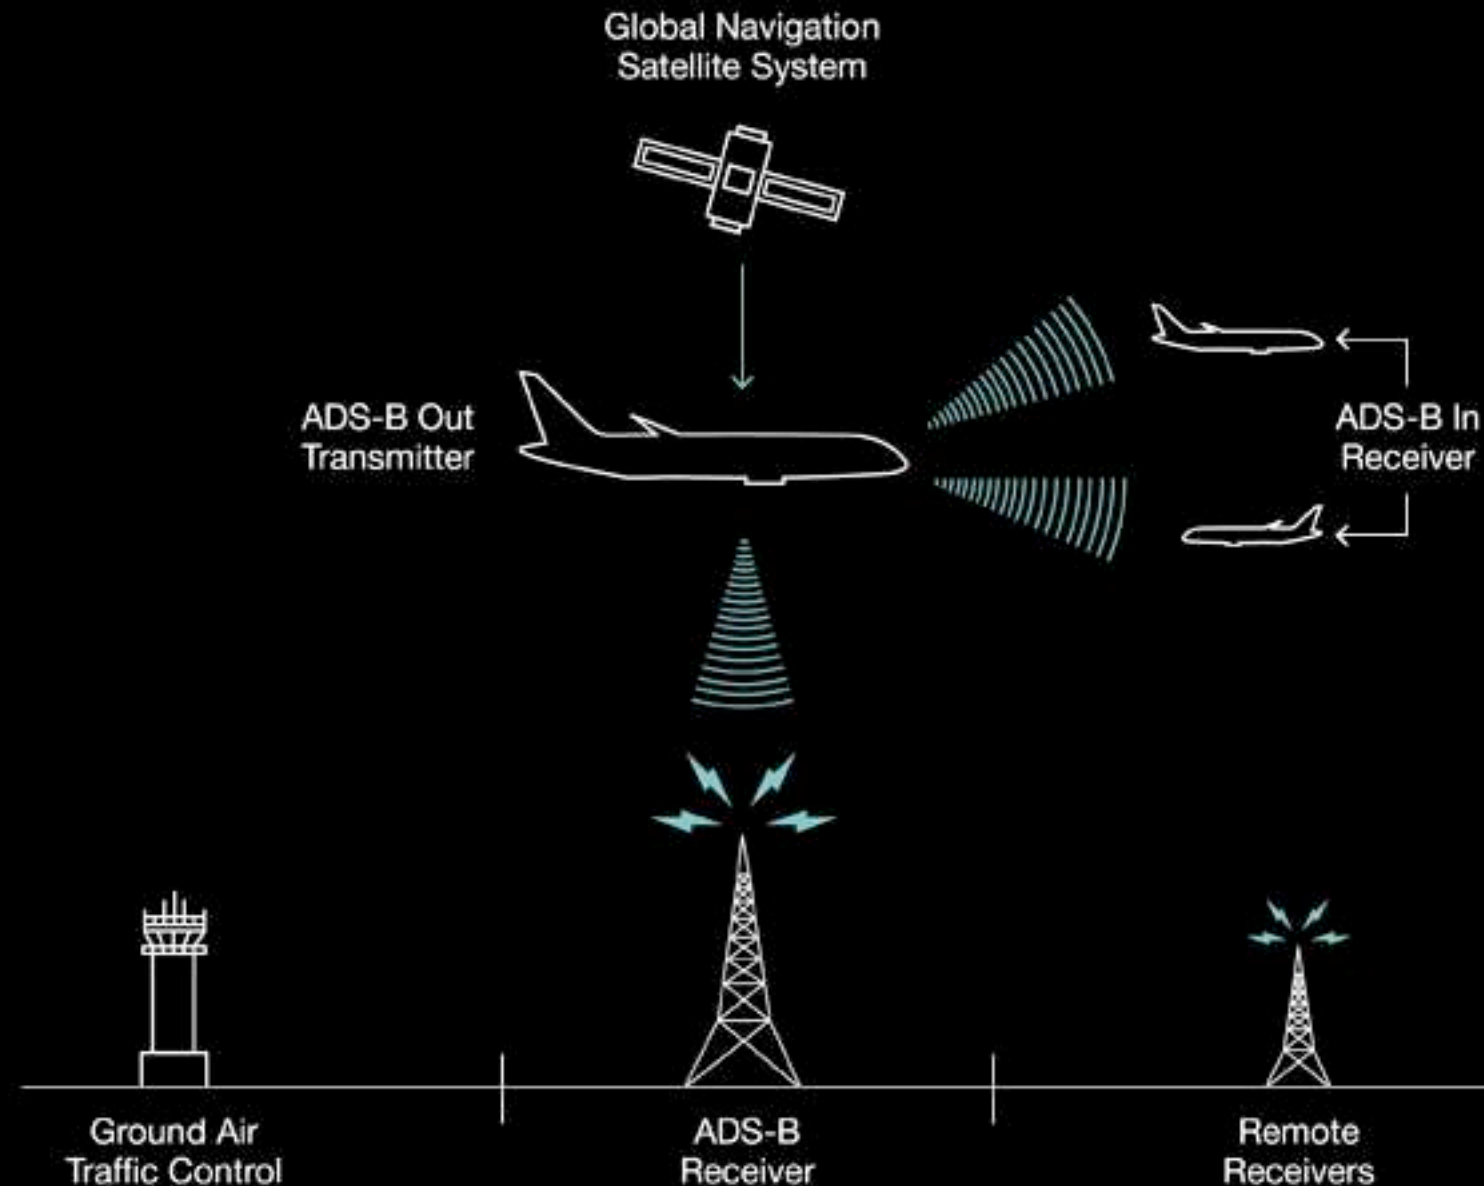 Global Navigation
Satellite System
ADS-B Out
Transmitter
ADS-B In
Receiver
Ground Air
Traffic Control
ADS-B
Receiver
Remote
Receivers